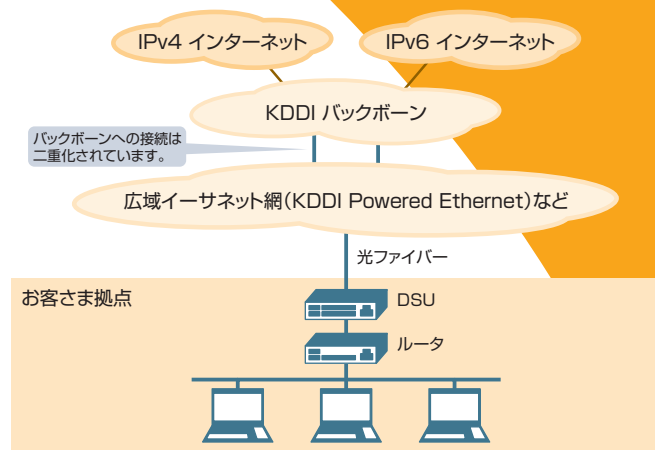 IPv4 インターネット
IPv6 インターネット
KDDI バックボーン
バックボーンへの接続は
二重化されています。
広域イーサネット網(KDDI Powered Ethernet)など
光ファイバー
お客さま拠点
DSU
ルータ